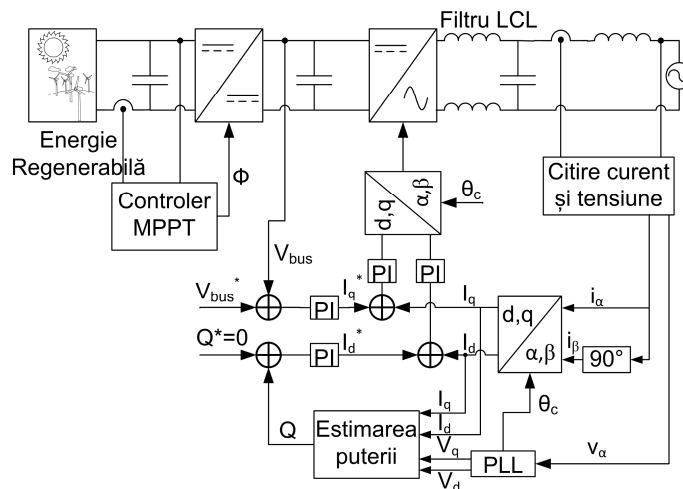 Filtru LCL
Energie
Regenerabilă
Φ
Controler
MPPT
Citire curent
și tensiune
d,q
α,β
θc
Vbus
PI
PI
Vbus*
PI
Iq*
Iq
d,q
α,β
iα
Q*=0
PI
Id*
Id
iβ
90°
θc
Q
Estimarea
puterii
Iq
Id
Vq
Vd
PLL
vα